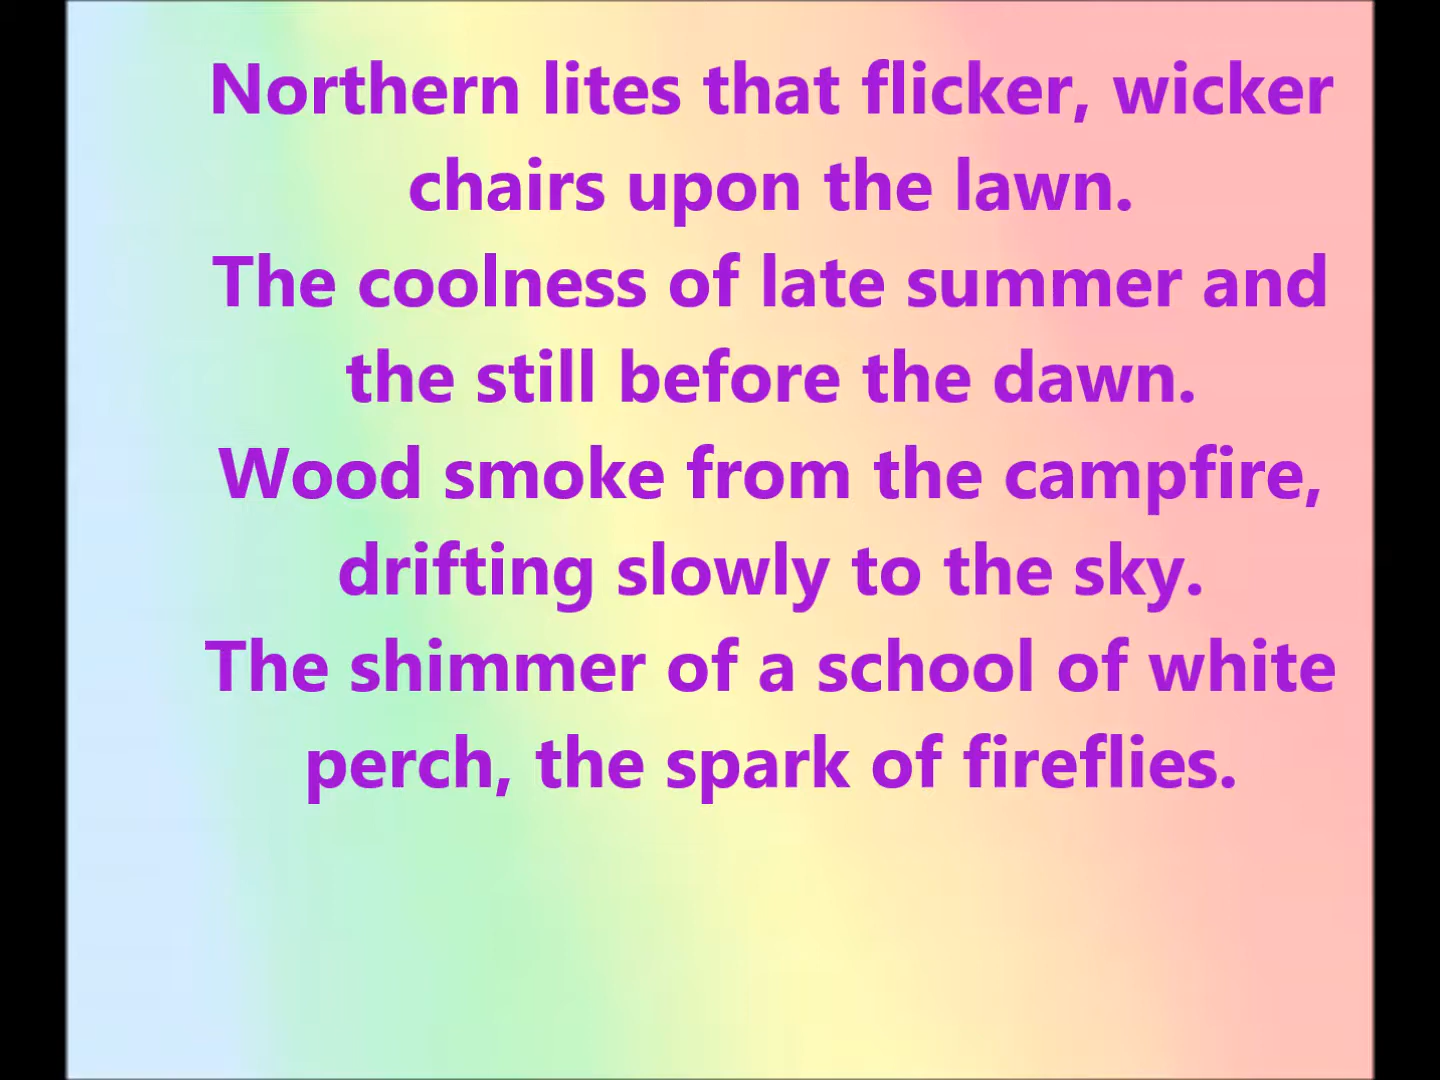 Northern lites that flicker, wicker
chairs upon the lawn.
The coolness of late summer and
the still before the dawn.
Wood smoke from the campfire,
drifting slowly to the sky.
The shimmer of a school of white
perch, the spark of fireflies.